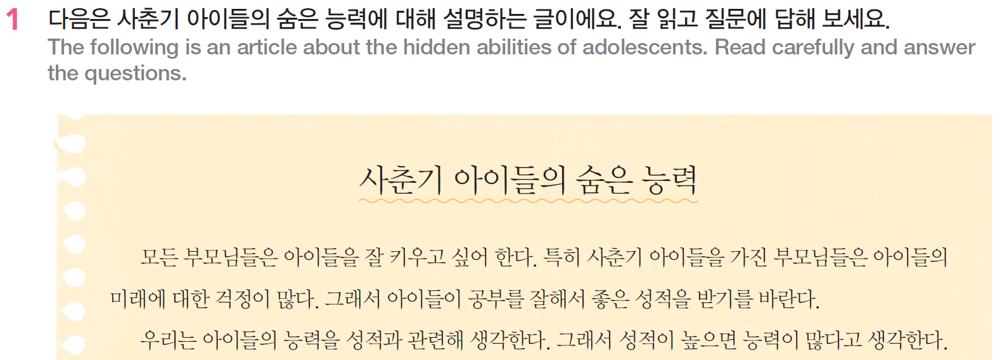 1 다음은 사춘기 아이들의 숨은 능력에 대해 설명하는 글이에요. 잘 읽고 질문에 답해 보세요.
The following is an article about the hidden abilities of adolescents. Read carefully and answer
the questions.
사춘기 아이들의 숨은 능력
모든 부모님들은 아이들을 잘 키우고 싶어 한다. 특히 사춘기 아이들을 가진 부모님들은 아이들의
미래에 대한 걱정이 많다. 그래서 아이들이 공부를 잘해서 좋은 성적을 받기를 바란다.
우리는 아이들의 능력을 성적과 관련해 생각한다. 그래서 성적이 높으면 능력이 많다고 생각한다.